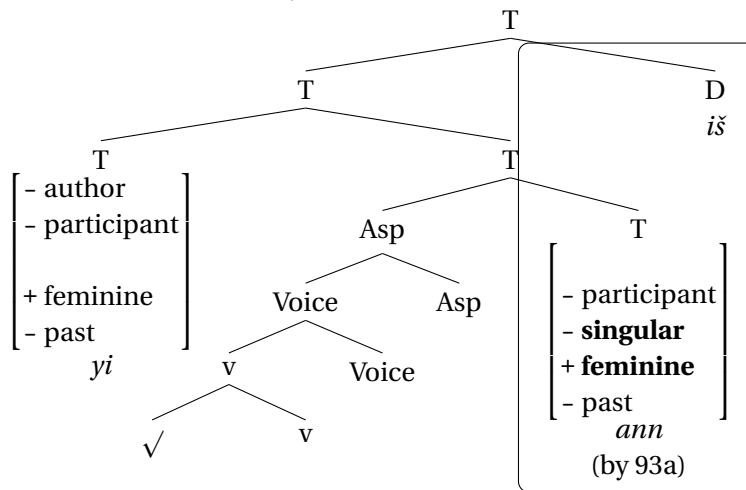 T
T D
iš
T T
– author
– participant
+ feminine
– past
yi
Asp T
– participant
– singular
+ feminine
– past
ann
(by 93a)
Voice Asp
v Voice
√ v